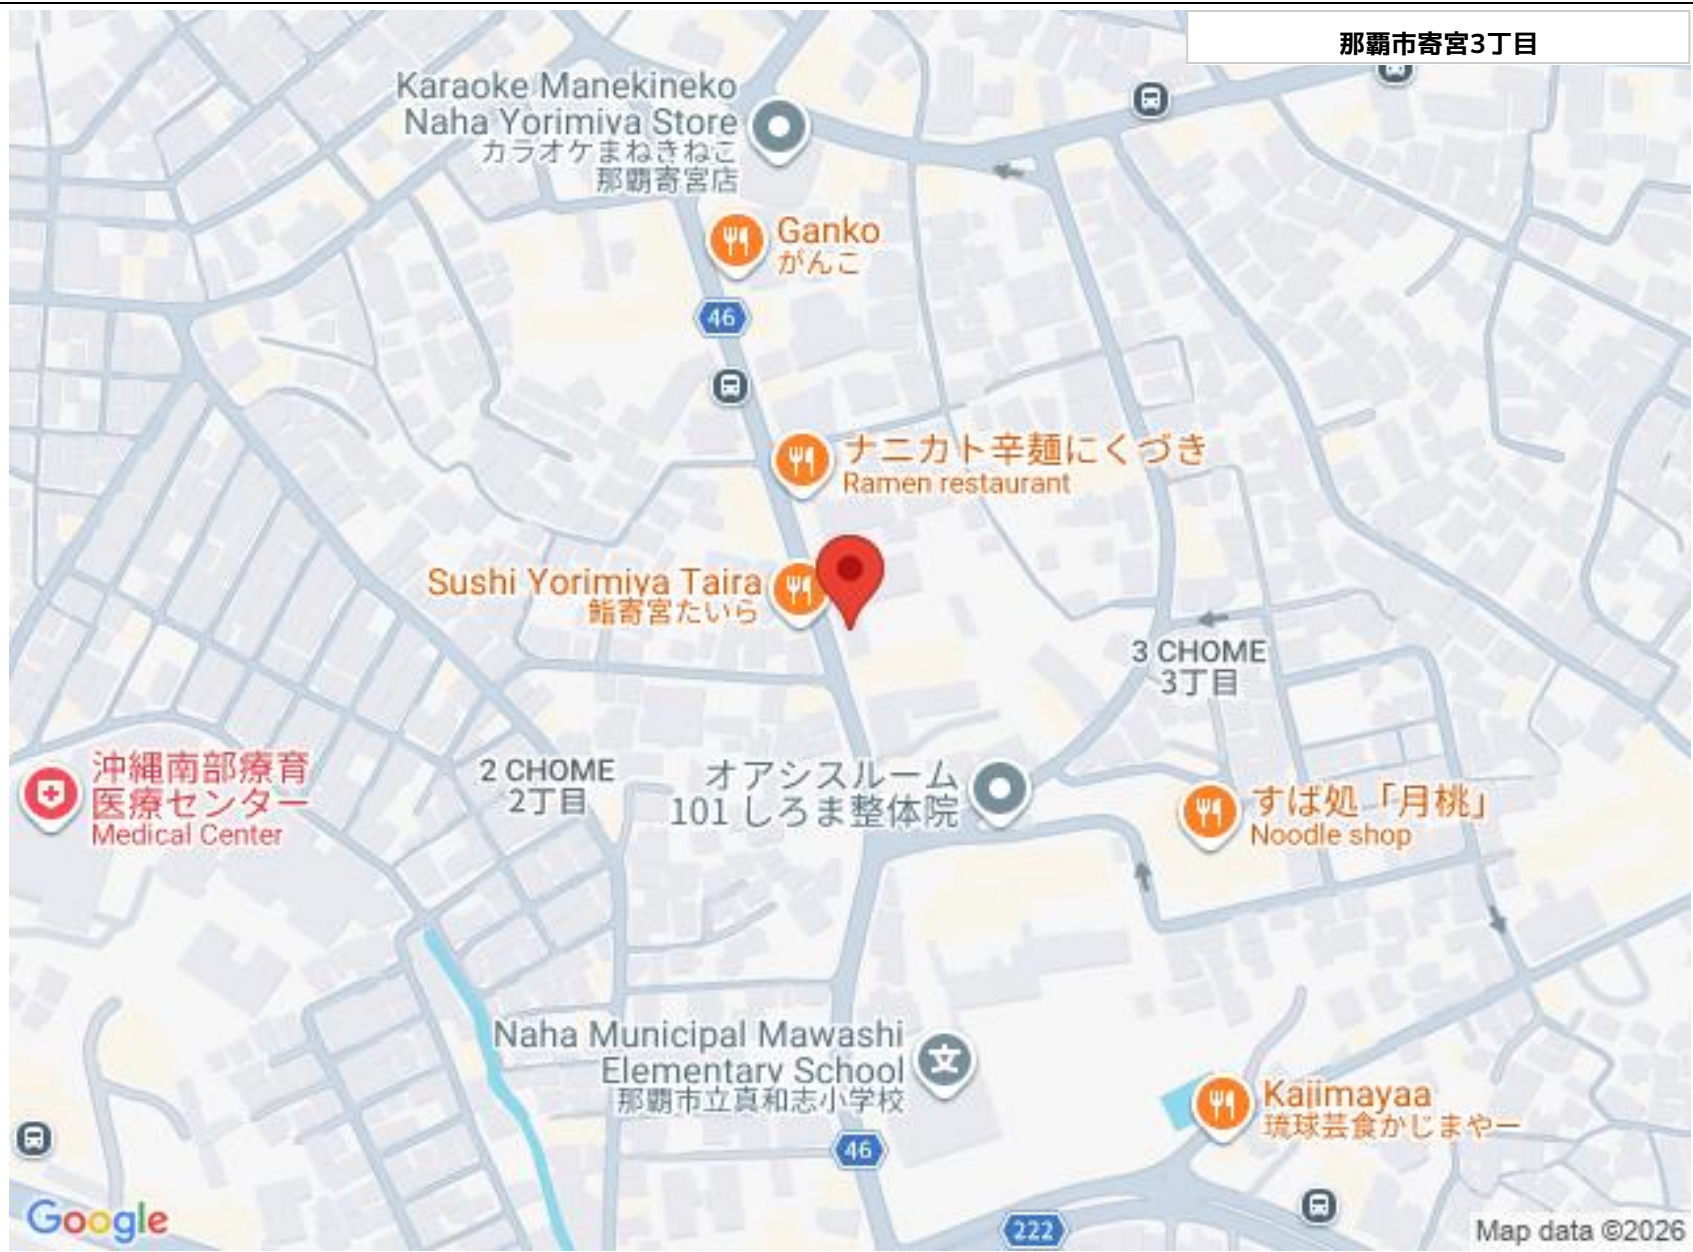 那覇市寄宮3丁目
Karaoke Manekineko
Naha Yorimiya Store
カラオケまねきねこ
那覇寄宮店
Ganko
がんこ
46
ナニカト辛麺にくづき
Ramen restaurant
Sushi Yorimiya Taira
鮨寄宮たいら
3 CHOME
3丁目
沖縄南部療育
医療センター
Medical Center
2 CHOME
2丁目
オアシスルーム
101 しろま整体院
すば処「月桃」
Noodle shop
Naha Municipal Mawashi
Elementary School
那覇市立真和志小学校
文
Kajimayaa
琉球芸食かじまやー
46
222
Google
Map data ©2026